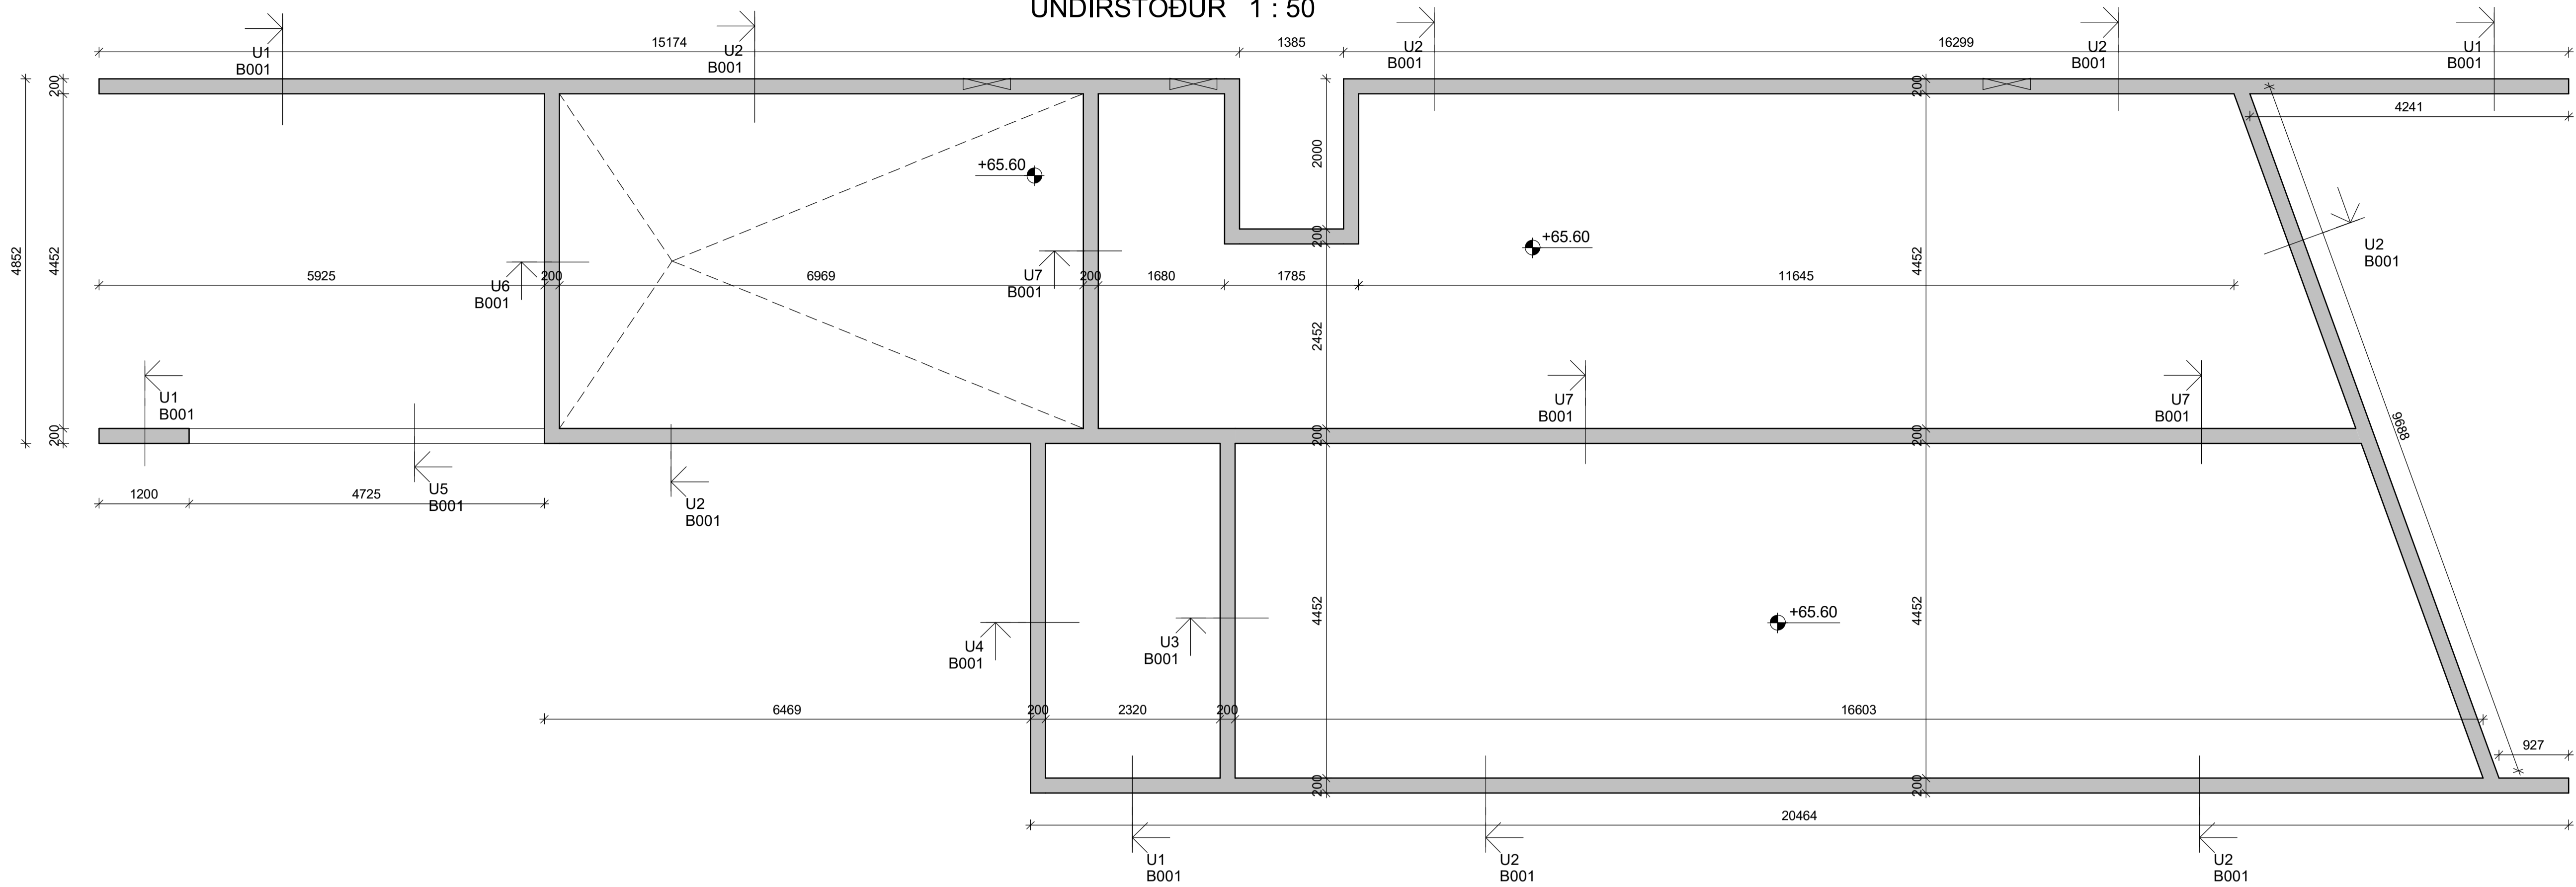 UNDIRSTÖÐUR 1 : 50
U1
B001
15174
U2
B001
1385
U2
B001
16299
U2
B001
U1
B001
200
200
4241
2000
+65.60
200
+65.60
U2
B001
4852
4452
5925
U6
B001
200
6969
U7
B001
200
1680
1785
4452
11645
2452
U1
B001
U7
B001
U7
B001
9688
200
200
200
1200
4725
U5
B001
U2
B001
4452
4452
+65.60
U4
B001
U3
B001
6469
200
2320
200
16603
927
200
200
20464
U1
B001
U2
B001
U2
B001